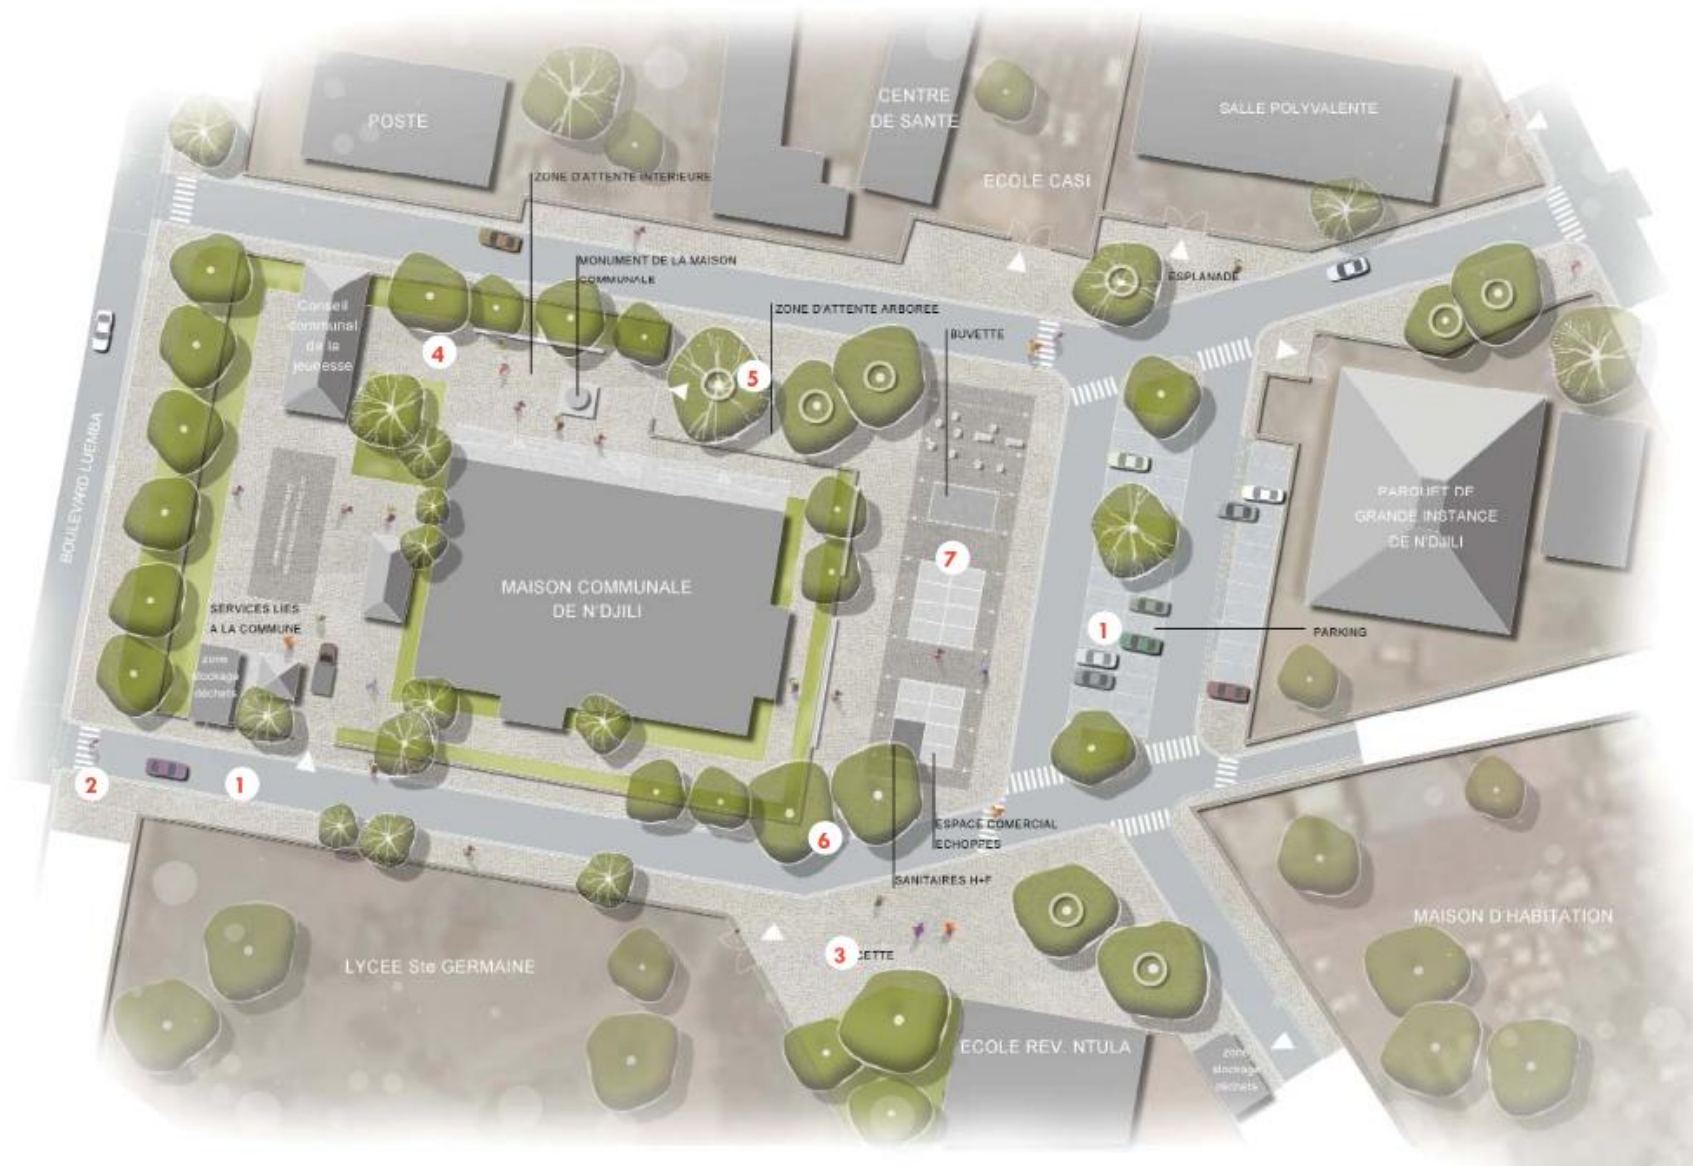 POSTE
CENTRE
DE SANTE
SALLE POLYVALENTE
ECOLE CASI
ZONE D'ATTENTE INTERIEURE
MONUMENT DE LA MAISON
COMMUNALE
ESPLANADE
ZONE D'ATTENTE ARBOREE
BUVETTE
Conseil
communal
de la
jeunesse
4
5
BOULEVARD LUEMBA
PARQUET DE
GRANDE INSTANCE
DE N'DJILI
7
MAISON COMMUNALE
DE N'DJILI
SERVICES LIES
A LA COMMUNE
1
PARKING
zone
stockage
déchets
2
1
6
ESPACE COMERCIAL
ECHOPPES
SANITAIRES H+F
MAISON D'HABITATION
3
CETTE
LYCEE Ste GERMAINE
ECOLE REV. NTULA
zone
stockage
déchets